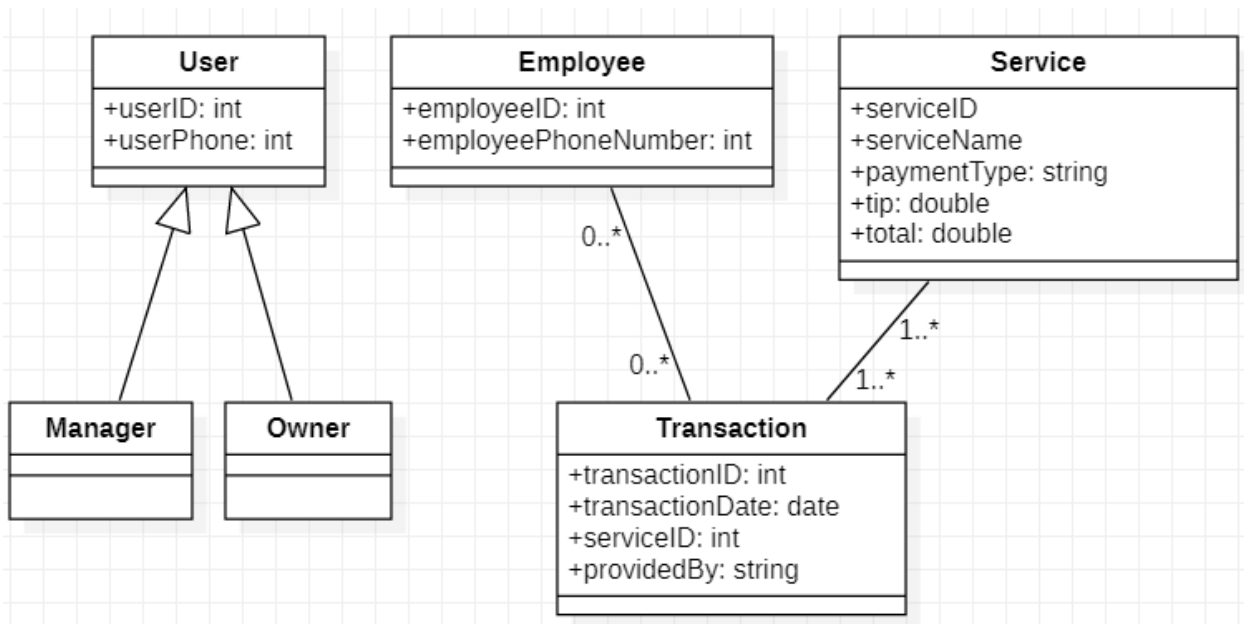 User
+userID: int
+userPhone: int
Employee
+employeeID: int
+employeePhoneNumber: int
Service
+serviceID
+serviceName
+paymentType: string
+tip: double
+total: double
0..*
0..*
1..*
1..*
Manager
Owner
Transaction
+transactionID: int
+transactionDate: date
+serviceID: int
+providedBy: string